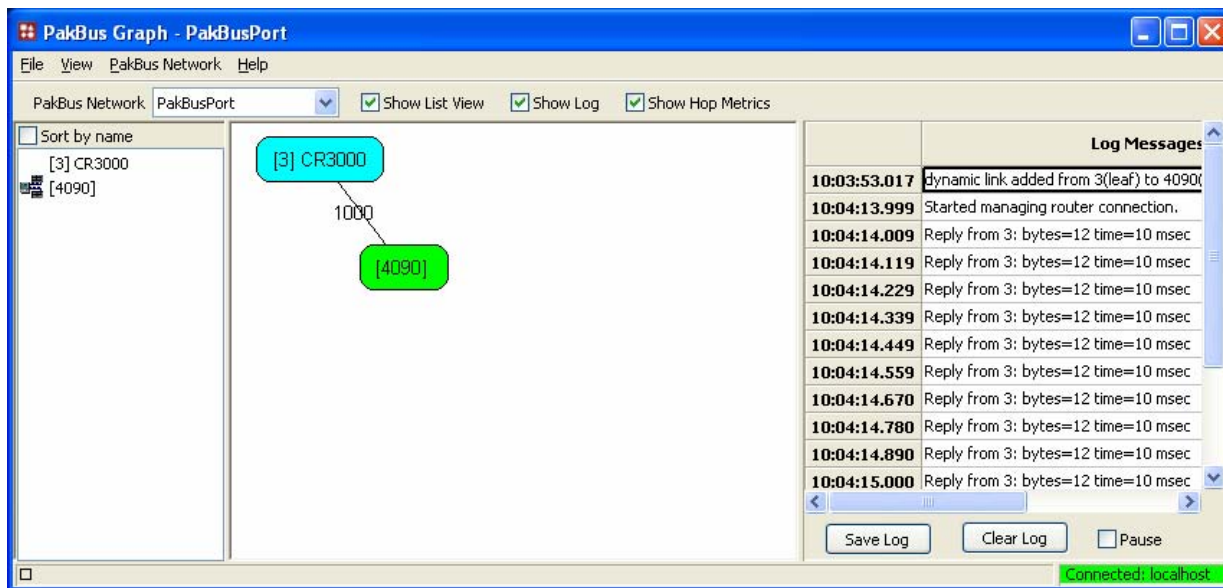 PakBus Graph - PakBusPort
File View PakBus Network Help
PakBus Network PakBusPort Show List View Show Log Show Hop Metrics
Sort by name
[3] CR3000
[4090]
[3] CR3000
1000
[4090]
Log Messages
10:03:53.017 dynamic link added from 3(leaf) to 4090(
10:04:13.999 Started managing router connection.
10:04:14.009 Reply from 3: bytes=12 time=10 msec
10:04:14.119 Reply from 3: bytes=12 time=10 msec
10:04:14.229 Reply from 3: bytes=12 time=10 msec
10:04:14.339 Reply from 3: bytes=12 time=10 msec
10:04:14.449 Reply from 3: bytes=12 time=10 msec
10:04:14.559 Reply from 3: bytes=12 time=10 msec
10:04:14.670 Reply from 3: bytes=12 time=10 msec
10:04:14.780 Reply from 3: bytes=12 time=10 msec
10:04:14.890 Reply from 3: bytes=12 time=10 msec
10:04:15.000 Reply from 3: bytes=12 time=10 msec
Save Log Clear Log Pause
Connected: localhost